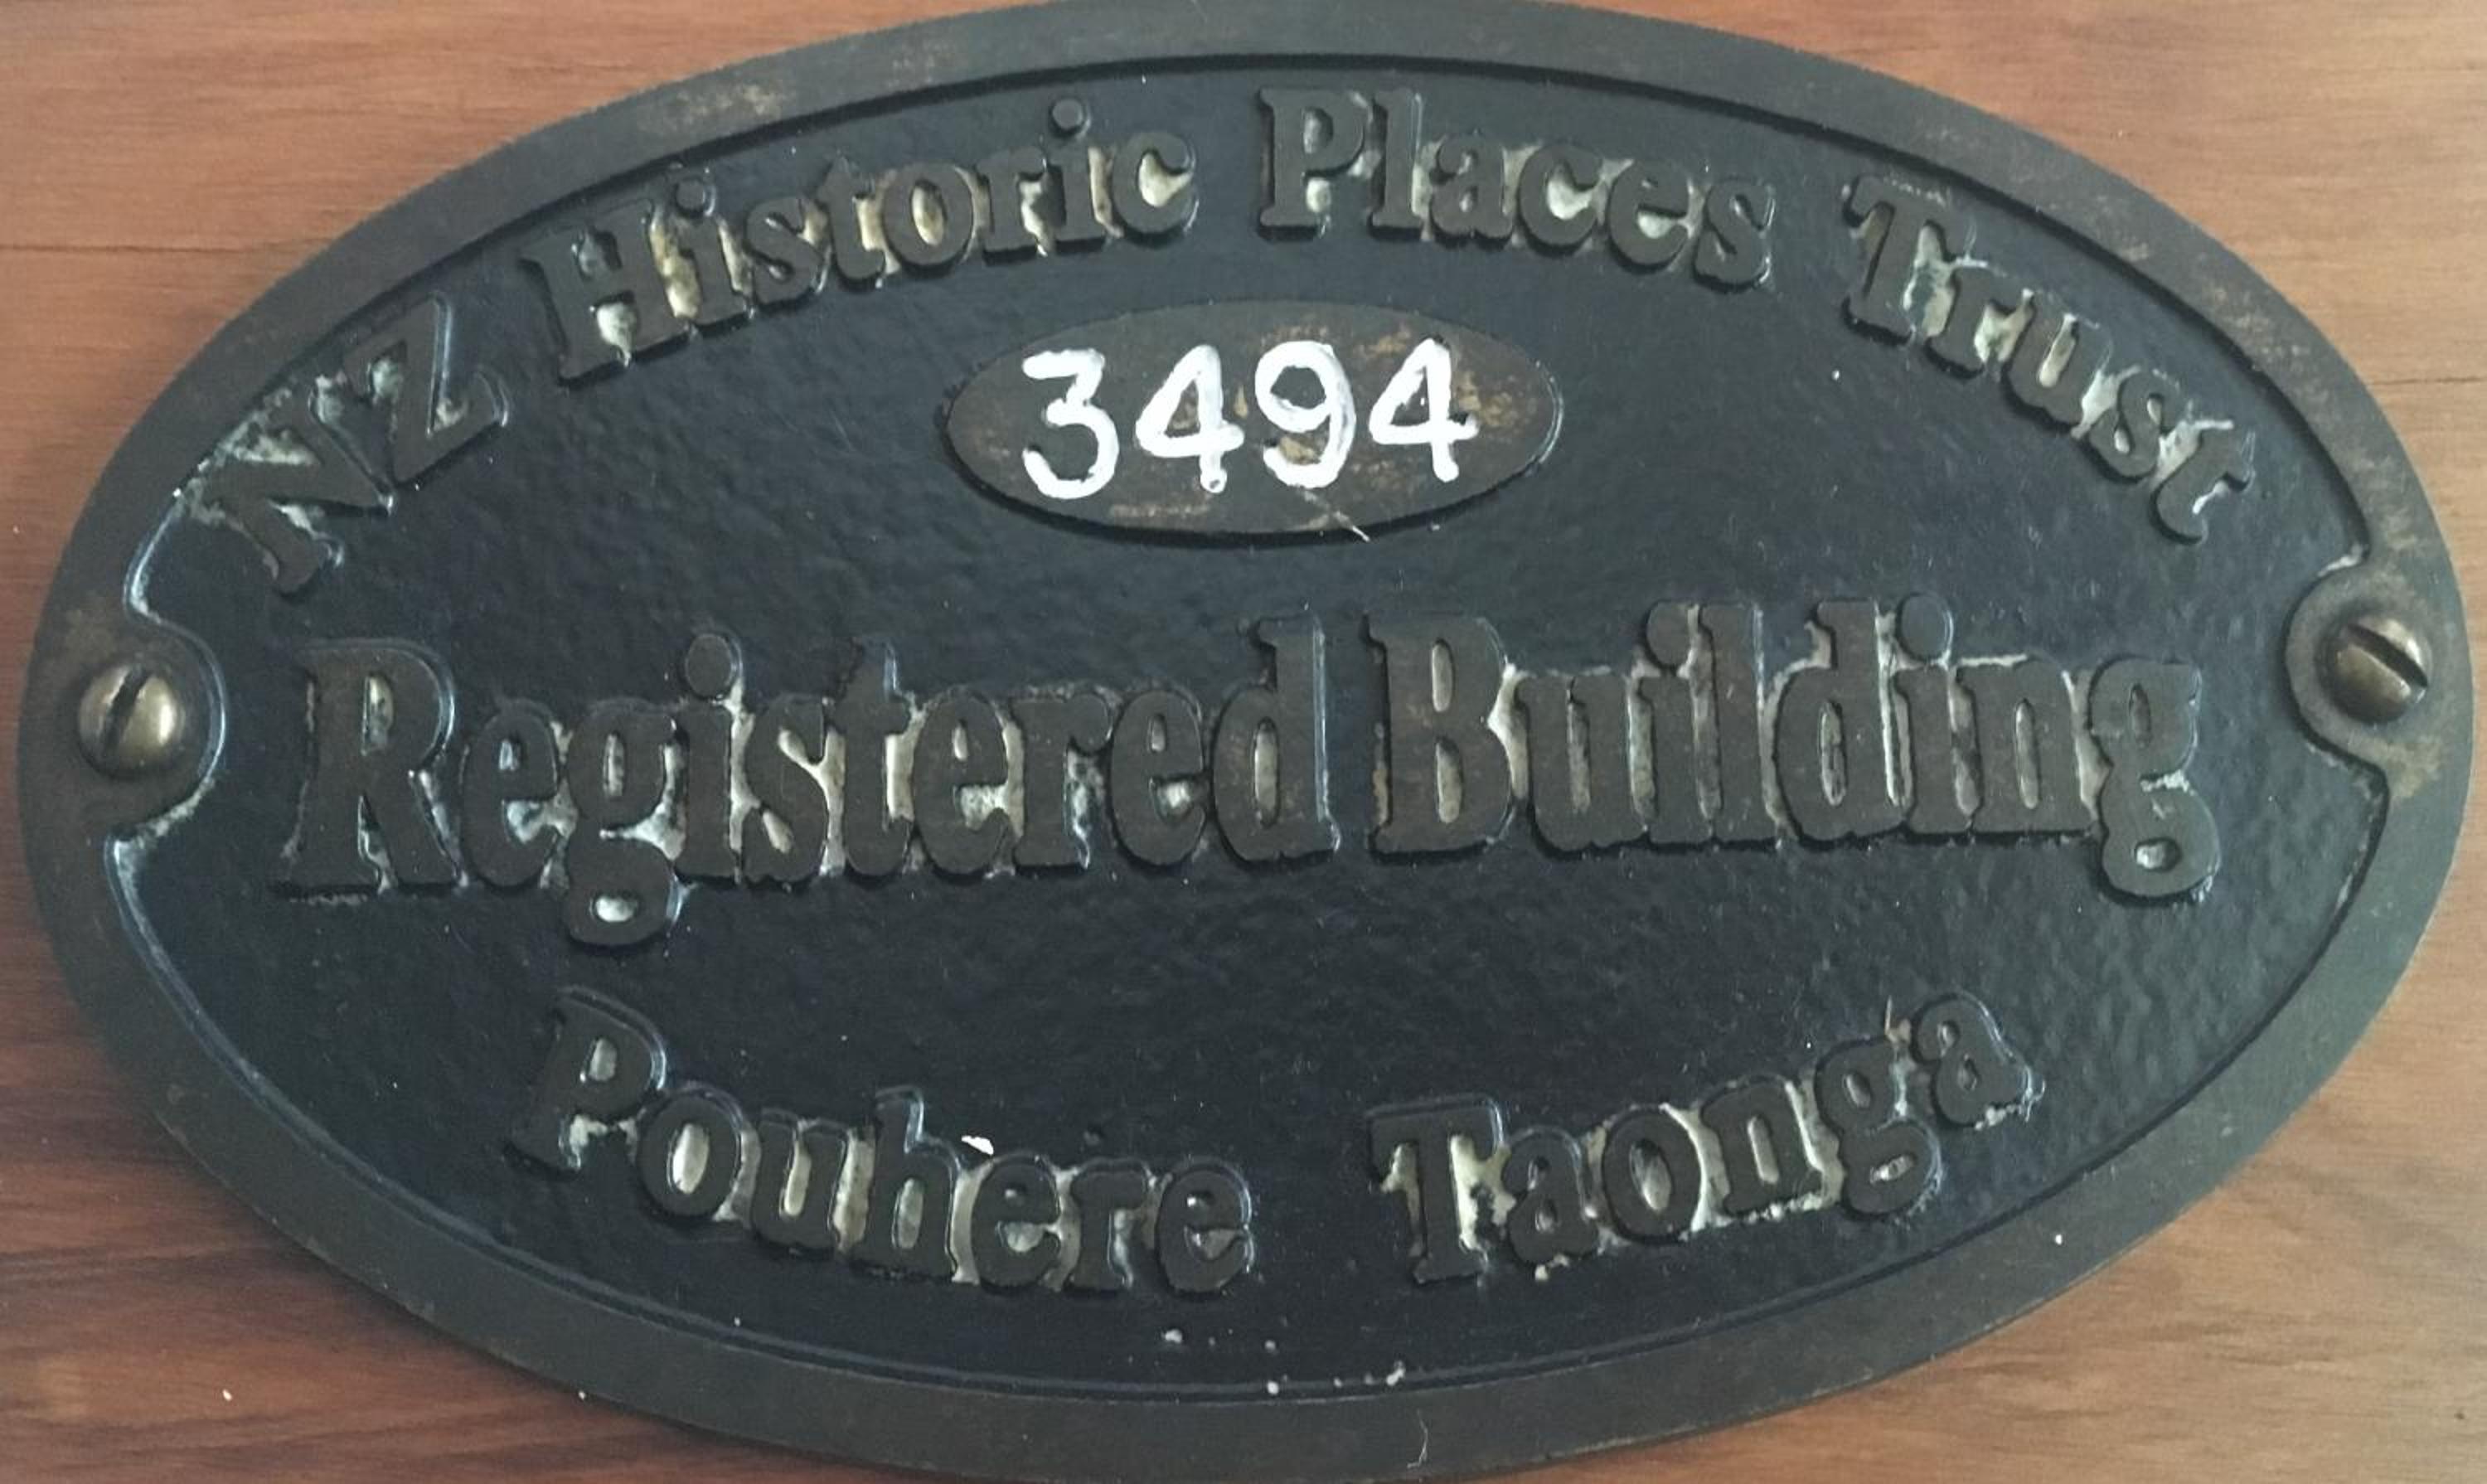 NZ Historic Places Trust
3494
Registered Building
Pouhere Taonga